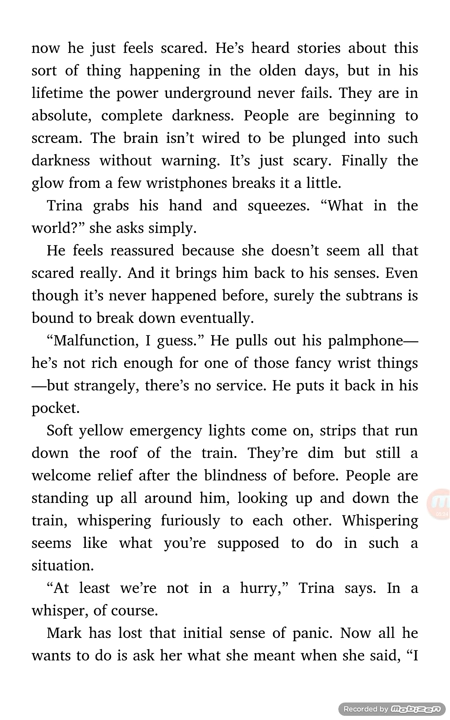 now he just feels scared. He’s heard stories about this
sort of thing happening in the olden days, but in his
lifetime the power underground never fails. They are in
absolute, complete darkness. People are beginning to
scream. The brain isn’t wired to be plunged into such
darkness without warning. It’s just scary. Finally the
glow from a few wristphones breaks it a little.
Trina grabs his hand and squeezes. “What in the
world?” she asks simply.
He feels reassured because she doesn’t seem all that
scared really. And it brings him back to his senses. Even
though it’s never happened before, surely the subtrans is
bound to break down eventually.
“Malfunction, I guess.” He pulls out his palmphone—
he’s not rich enough for one of those fancy wrist things
—but strangely, there’s no service. He puts it back in his
pocket.
Soft yellow emergency lights come on, strips that run
down the roof of the train. They’re dim but still a
welcome relief after the blindness of before. People are
standing up all around him, looking up and down the
train, whispering furiously to each other. Whispering
seems like what you’re supposed to do in such a
situation.
“At least we’re not in a hurry,” Trina says. In a
whisper, of course.
Mark has lost that initial sense of panic. Now all he
wants to do is ask her what she meant when she said, “I
Recorded by mobizen